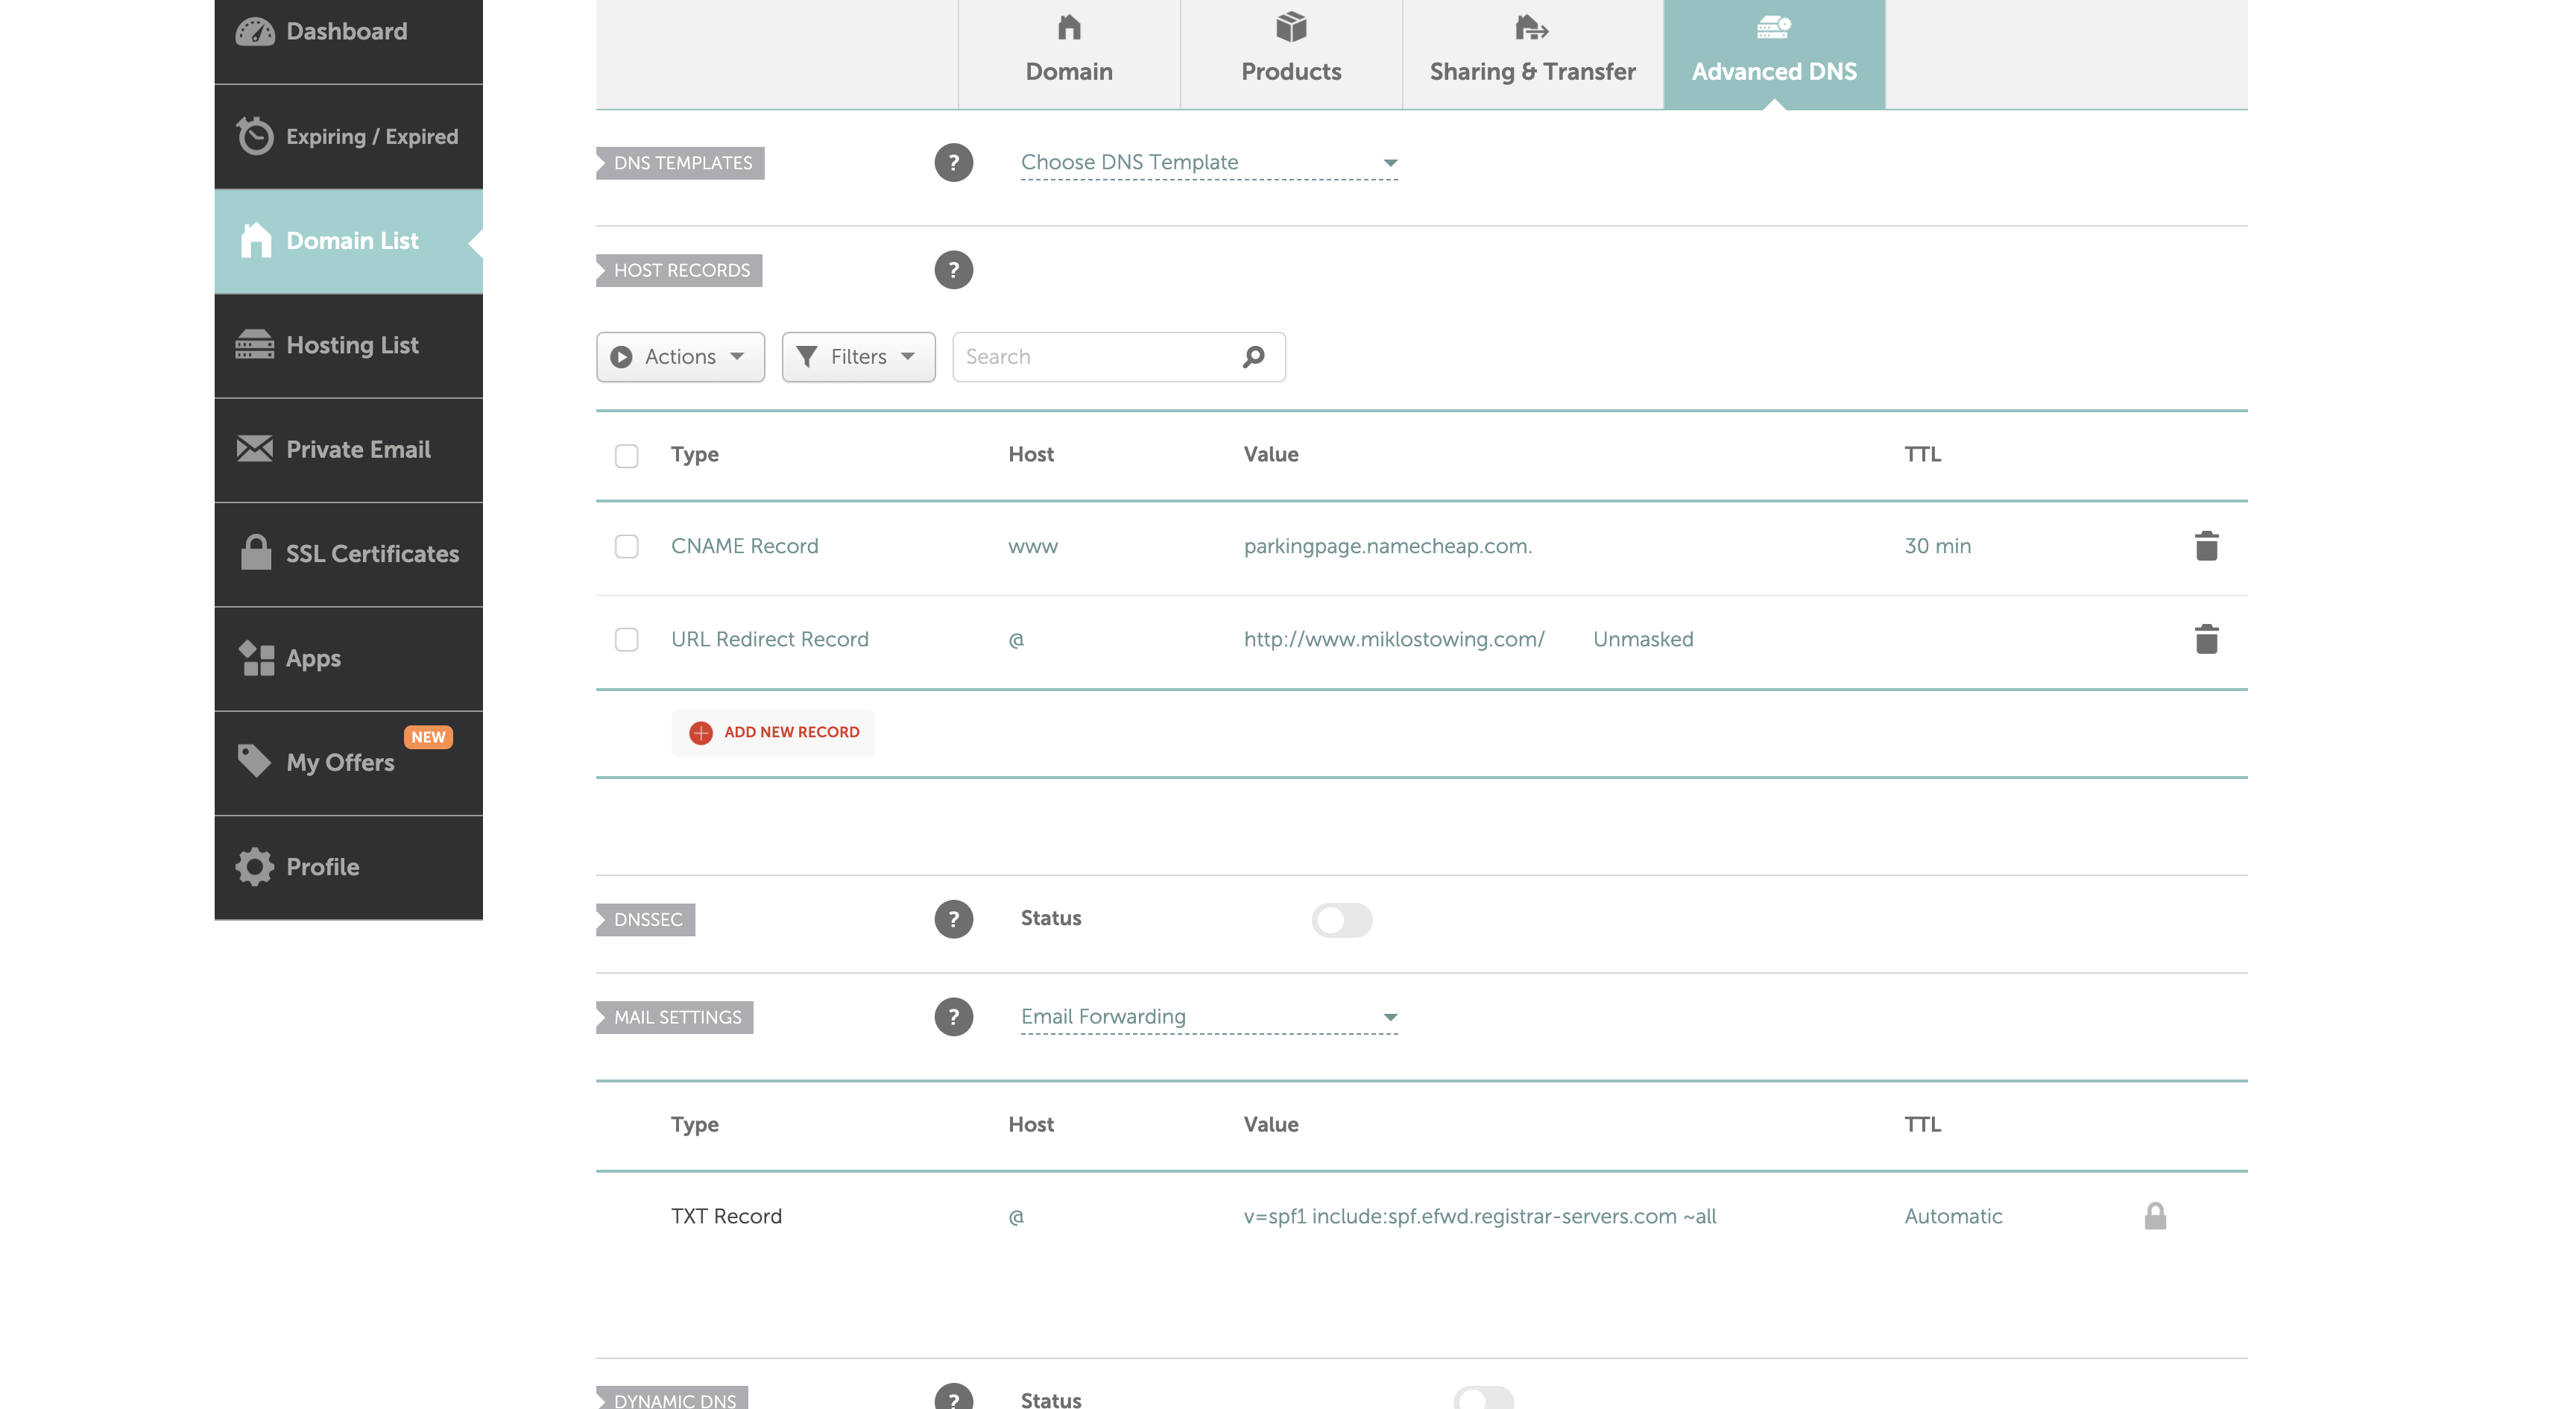 Dashboard
Expiring / Expired
Domain List
Hosting List
Private Email
SSL Certificates
Apps
NEW
My Offers
Profile
Domain
Products
Sharing & Transfer
Advanced DNS
DNS TEMPLATES
?
Choose DNS Template
HOST RECORDS
?
Actions
Filters
Search
Type Host Value TTL
CNAME Record www parkingpage.namecheap.com. 30 min
URL Redirect Record @ http://www.miklostowing.com/ Unmasked
ADD NEW RECORD
DNSSEC
?
Status
MAIL SETTINGS
?
Email Forwarding
Type Host Value TTL
TXT Record @ v=spf1 include:spf.efwd.registrar-servers.com ~all Automatic
DYNAMIC DNS
?
Status